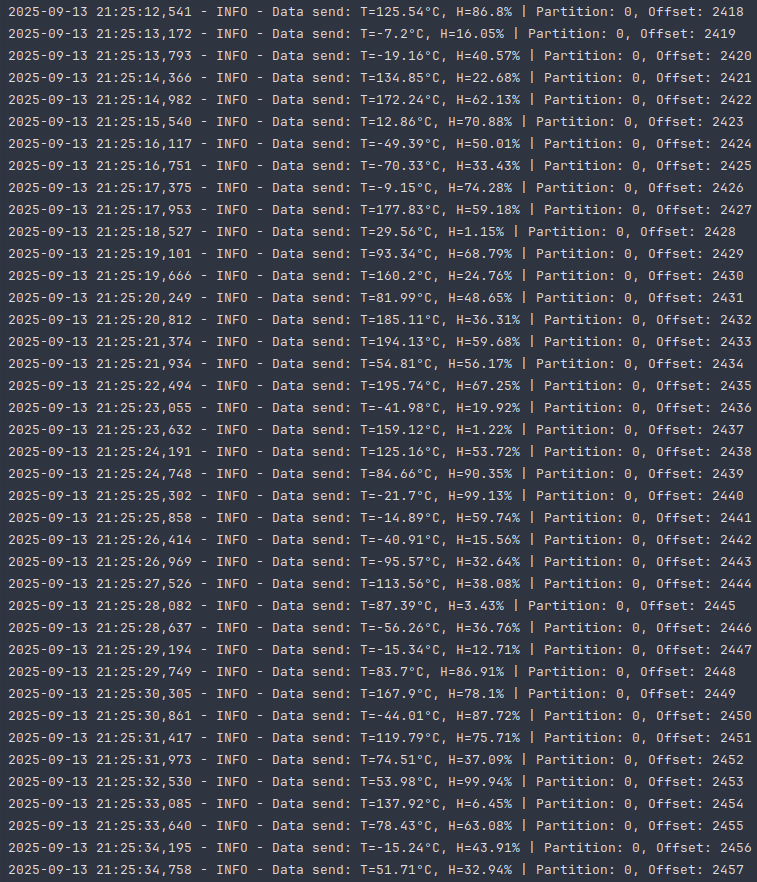 2025-09-13 21:25:12,541 - INFO - Data send: T=125.54°C, H=86.8% | Partition: 0, Offset: 2418
2025-09-13 21:25:13,172 - INFO - Data send: T=-7.2°C, H=16.05% | Partition: 0, Offset: 2419
2025-09-13 21:25:13,793 - INFO - Data send: T=-19.16°C, H=40.57% | Partition: 0, Offset: 2420
2025-09-13 21:25:14,366 - INFO - Data send: T=134.85°C, H=22.68% | Partition: 0, Offset: 2421
2025-09-13 21:25:14,982 - INFO - Data send: T=172.24°C, H=62.13% | Partition: 0, Offset: 2422
2025-09-13 21:25:15,540 - INFO - Data send: T=12.86°C, H=70.88% | Partition: 0, Offset: 2423
2025-09-13 21:25:16,117 - INFO - Data send: T=-49.39°C, H=50.01% | Partition: 0, Offset: 2424
2025-09-13 21:25:16,751 - INFO - Data send: T=-70.33°C, H=33.43% | Partition: 0, Offset: 2425
2025-09-13 21:25:17,375 - INFO - Data send: T=-9.15°C, H=74.28% | Partition: 0, Offset: 2426
2025-09-13 21:25:17,953 - INFO - Data send: T=177.83°C, H=59.18% | Partition: 0, Offset: 2427
2025-09-13 21:25:18,527 - INFO - Data send: T=29.56°C, H=1.15% | Partition: 0, Offset: 2428
2025-09-13 21:25:19,101 - INFO - Data send: T=93.34°C, H=68.79% | Partition: 0, Offset: 2429
2025-09-13 21:25:19,666 - INFO - Data send: T=160.2°C, H=24.76% | Partition: 0, Offset: 2430
2025-09-13 21:25:20,249 - INFO - Data send: T=81.99°C, H=48.65% | Partition: 0, Offset: 2431
2025-09-13 21:25:20,812 - INFO - Data send: T=185.11°C, H=36.31% | Partition: 0, Offset: 2432
2025-09-13 21:25:21,374 - INFO - Data send: T=194.13°C, H=59.68% | Partition: 0, Offset: 2433
2025-09-13 21:25:21,934 - INFO - Data send: T=54.81°C, H=56.17% | Partition: 0, Offset: 2434
2025-09-13 21:25:22,494 - INFO - Data send: T=195.74°C, H=67.25% | Partition: 0, Offset: 2435
2025-09-13 21:25:23,055 - INFO - Data send: T=-41.98°C, H=19.92% | Partition: 0, Offset: 2436
2025-09-13 21:25:23,632 - INFO - Data send: T=159.12°C, H=1.22% | Partition: 0, Offset: 2437
2025-09-13 21:25:24,191 - INFO - Data send: T=125.16°C, H=53.72% | Partition: 0, Offset: 2438
2025-09-13 21:25:24,748 - INFO - Data send: T=84.66°C, H=90.35% | Partition: 0, Offset: 2439
2025-09-13 21:25:25,302 - INFO - Data send: T=-21.7°C, H=99.13% | Partition: 0, Offset: 2440
2025-09-13 21:25:25,858 - INFO - Data send: T=-14.89°C, H=59.74% | Partition: 0, Offset: 2441
2025-09-13 21:25:26,414 - INFO - Data send: T=-40.91°C, H=15.56% | Partition: 0, Offset: 2442
2025-09-13 21:25:26,969 - INFO - Data send: T=-95.57°C, H=32.64% | Partition: 0, Offset: 2443
2025-09-13 21:25:27,526 - INFO - Data send: T=113.56°C, H=38.08% | Partition: 0, Offset: 2444
2025-09-13 21:25:28,082 - INFO - Data send: T=87.39°C, H=3.43% | Partition: 0, Offset: 2445
2025-09-13 21:25:28,637 - INFO - Data send: T=-56.26°C, H=36.76% | Partition: 0, Offset: 2446
2025-09-13 21:25:29,194 - INFO - Data send: T=-15.34°C, H=12.71% | Partition: 0, Offset: 2447
2025-09-13 21:25:29,749 - INFO - Data send: T=83.7°C, H=86.91% | Partition: 0, Offset: 2448
2025-09-13 21:25:30,305 - INFO - Data send: T=167.9°C, H=78.1% | Partition: 0, Offset: 2449
2025-09-13 21:25:30,861 - INFO - Data send: T=-44.01°C, H=87.72% | Partition: 0, Offset: 2450
2025-09-13 21:25:31,417 - INFO - Data send: T=119.79°C, H=75.71% | Partition: 0, Offset: 2451
2025-09-13 21:25:31,973 - INFO - Data send: T=74.51°C, H=37.09% | Partition: 0, Offset: 2452
2025-09-13 21:25:32,530 - INFO - Data send: T=53.98°C, H=99.94% | Partition: 0, Offset: 2453
2025-09-13 21:25:33,085 - INFO - Data send: T=137.92°C, H=6.45% | Partition: 0, Offset: 2454
2025-09-13 21:25:33,640 - INFO - Data send: T=78.43°C, H=63.08% | Partition: 0, Offset: 2455
2025-09-13 21:25:34,195 - INFO - Data send: T=-15.24°C, H=43.91% | Partition: 0, Offset: 2456
2025-09-13 21:25:34,758 - INFO - Data send: T=51.71°C, H=32.94% | Partition: 0, Offset: 2457